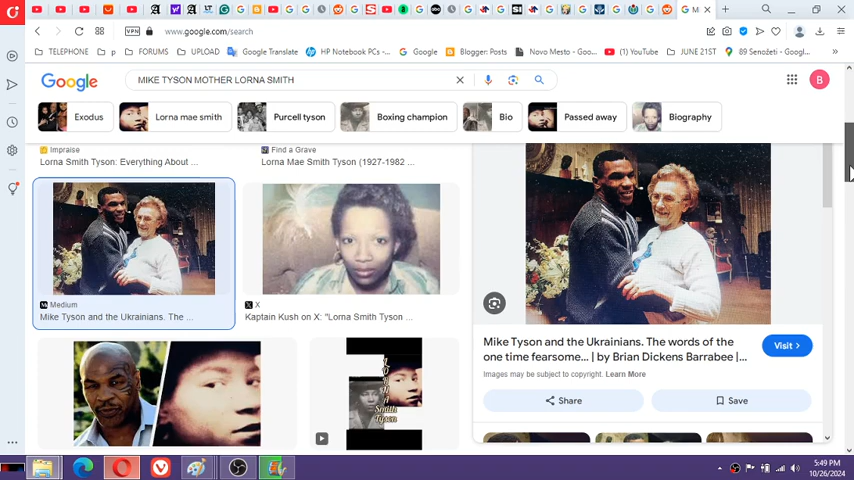 M
VPN
www.google.com/search
TELEPHONE
p
FORUMS
UPLOAD
Google Translate
HP Notebook PCs -...
Google
Blogger: Posts
Novo Mesto - Googl...
(1) YouTube
JUNE 21ST
89 Senožeti - Googl...
Google
MIKE TYSON MOTHER LORNA SMITH
B
Exodus
Lorna mae smith
Purcell tyson
Boxing champion
Bio
Passed away
Biography
Impraise
Find a Grave
Lorna Smith Tyson: Everything About ...
Lorna Mae Smith Tyson (1927-1982 ...
Medium
X
Mike Tyson and the Ukrainians. The ...
Kaptain Kush on X: "Lorna Smith Tyson ...
Mike Tyson and the Ukrainians. The words of the
one time fearsome... | by Brian Dickens Barrabee |...
Visit
Images may be subject to copyright. Learn More
Share
Save
Smith
Tyson
5:49 PM
10/26/2024